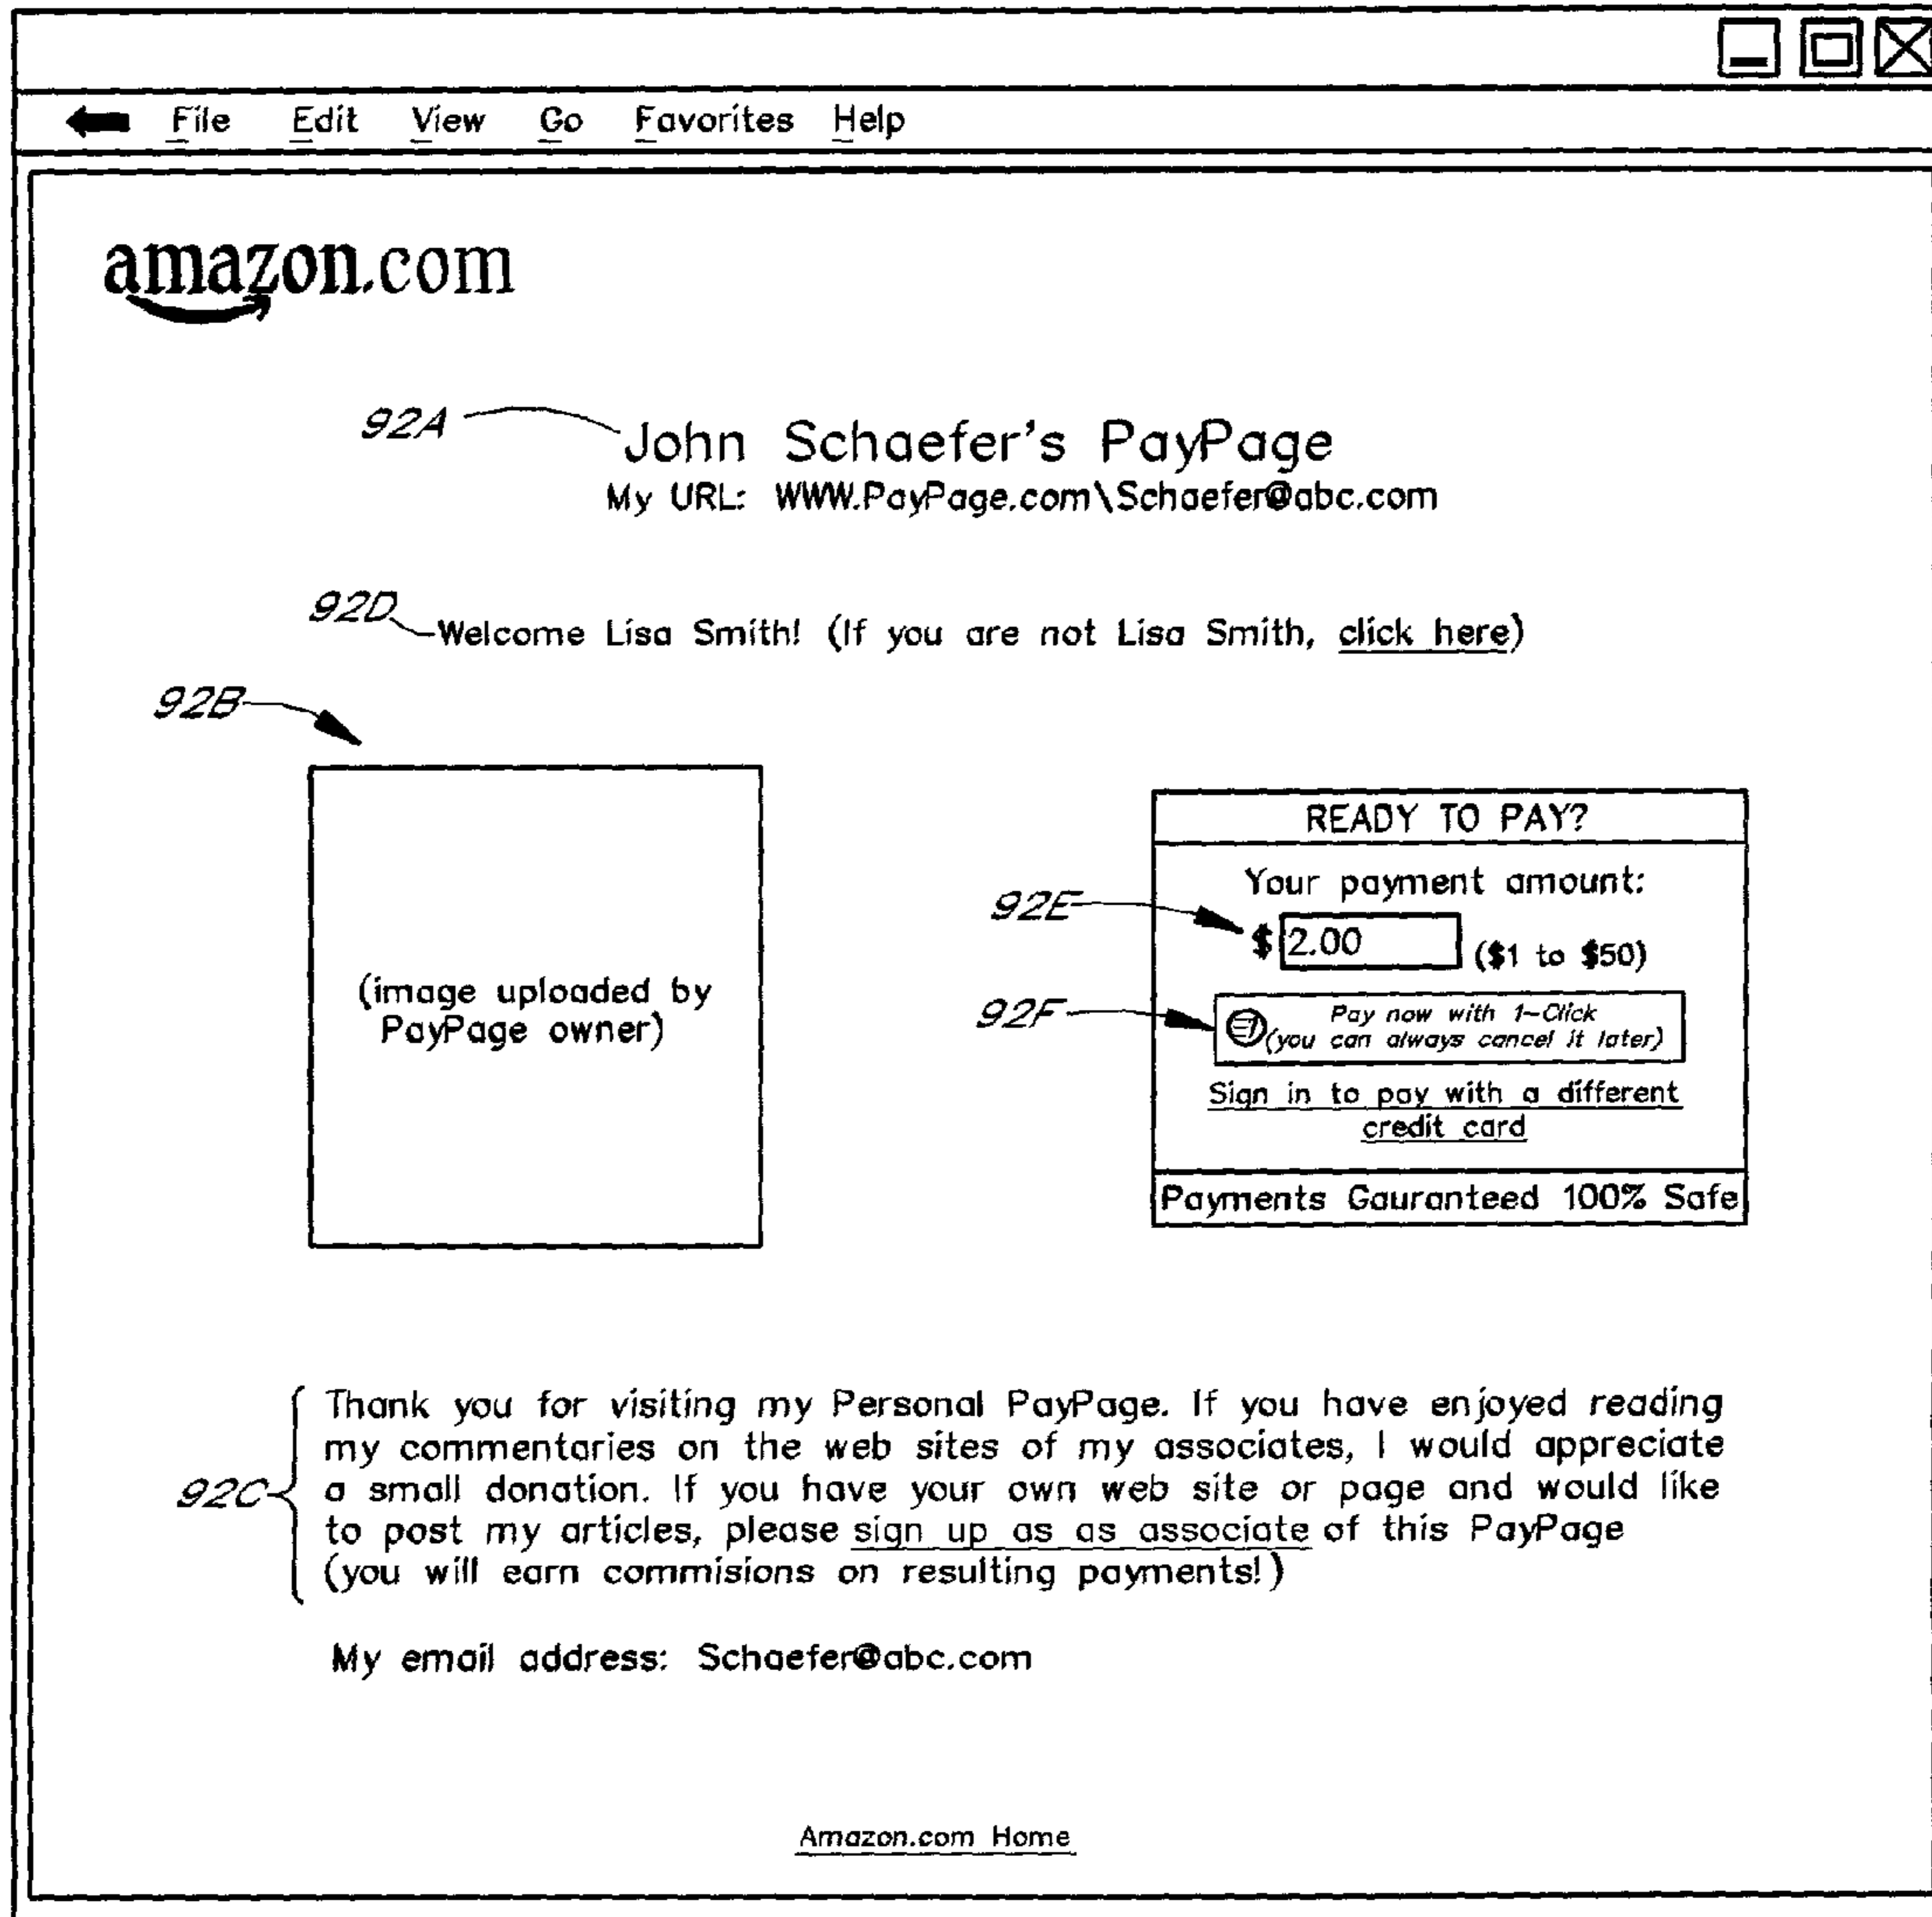 File Edit View Go Favorites Help
amazon.com
92A
John Schaefer's PayPage
My URL: WWW.PayPage.com\Schaefer@abc.com
92D
Welcome Lisa Smith! (If you are not Lisa Smith, click here)
92B
(image uploaded by
PayPage owner)
READY TO PAY?
Your payment amount:
92E
$ 2.00 ($1 to $50)
92F
Pay now with 1-Click
(you can always cancel it later)
Sign in to pay with a different
credit card
Payments Gauranteed 100% Safe
92C
Thank you for visiting my Personal PayPage. If you have enjoyed reading
my commentaries on the web sites of my associates, I would appreciate
a small donation. If you have your own web site or page and would like
to post my articles, please sign up as as associate of this PayPage
(you will earn commisions on resulting payments!)
My email address: Schaefer@abc.com
Amazon.com Home